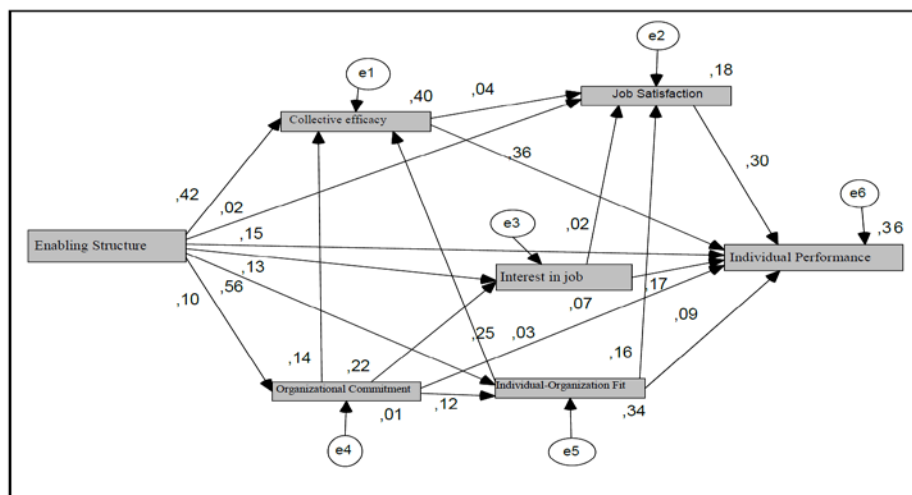 e2
e1
,40
,04
,18
Job Satisfaction
Collective efficacy
,36
,30
,42
,02
e3
e6
,02
,36
Enabling Structure
,15
Individual Performance
,13
Interest in job
,56
,17
,10
,07
,09
,25
,03
,14
,22
,16
Organizational Commitment
Individual-Organization Fit
,01
,12
,34
e4
e5